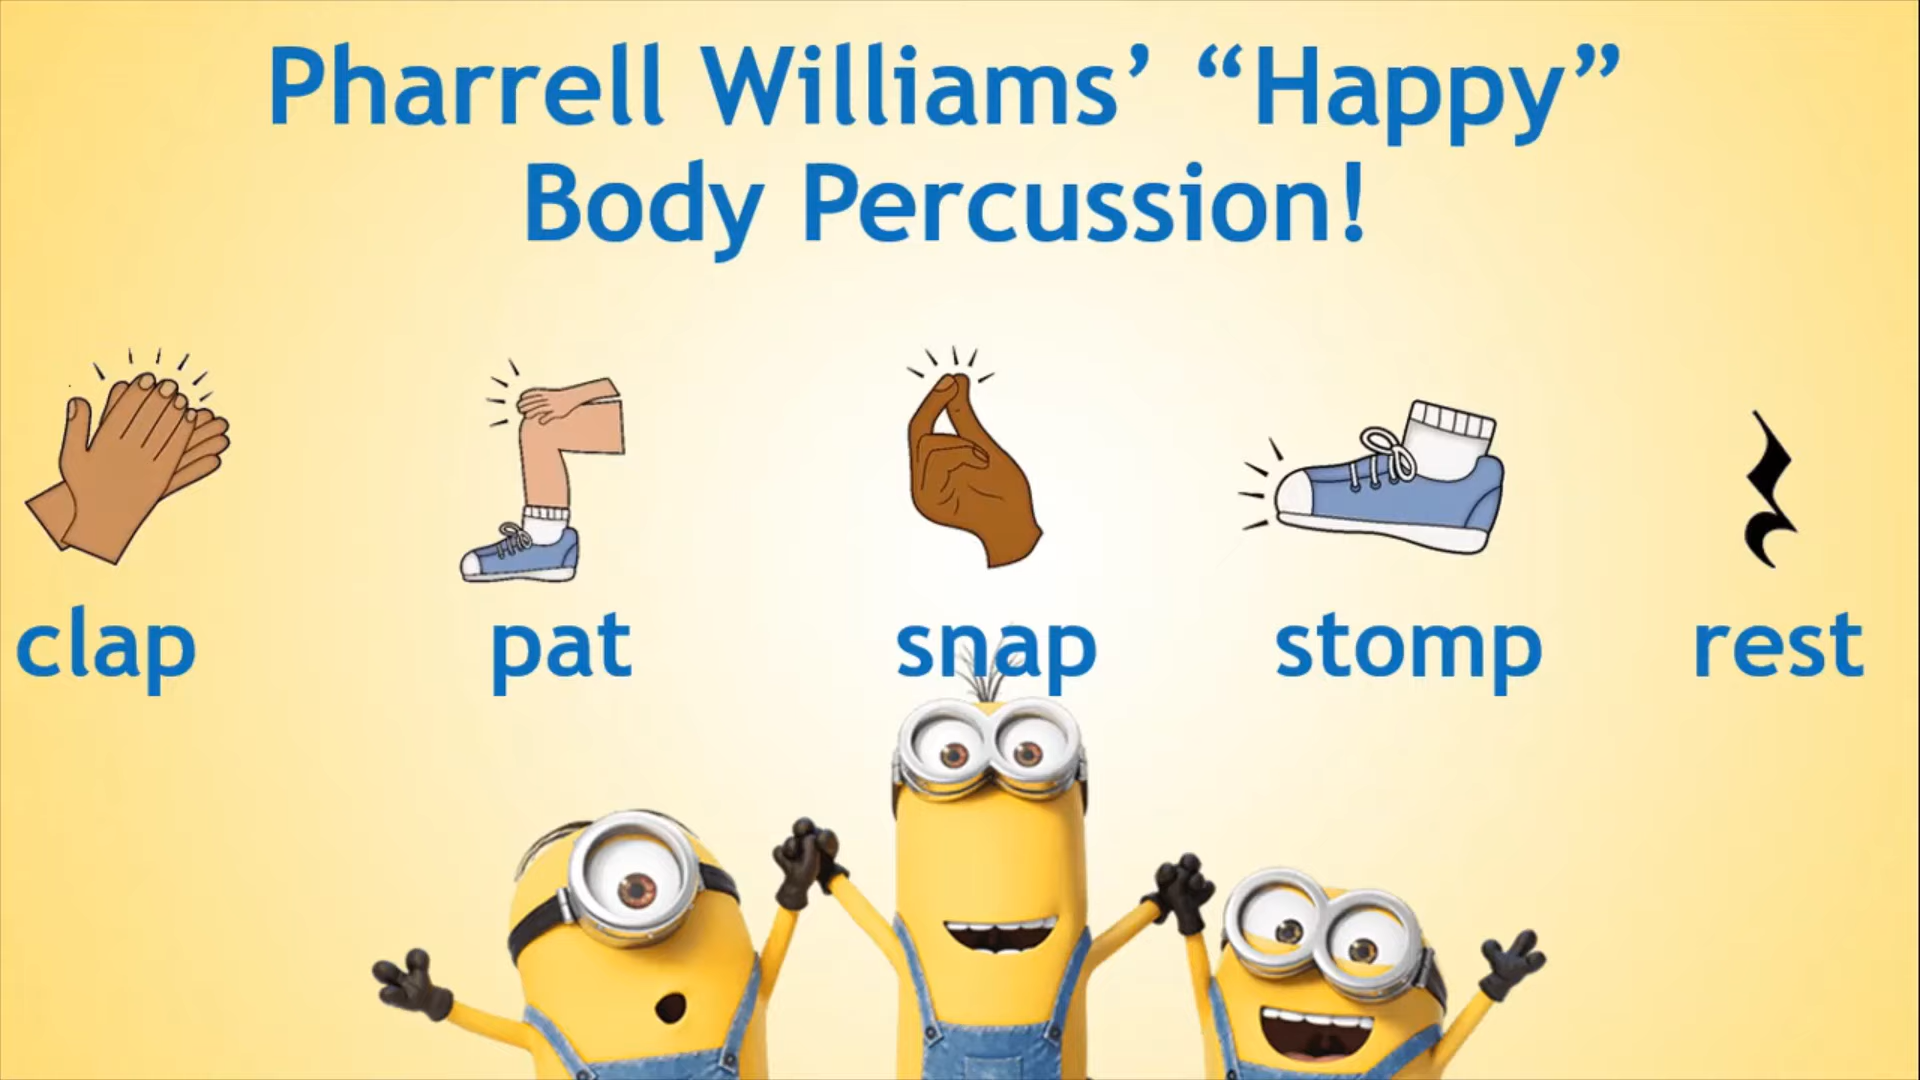 Pharrell Williams’ “Happy”
Body Percussion!
clap pat snap stomp rest